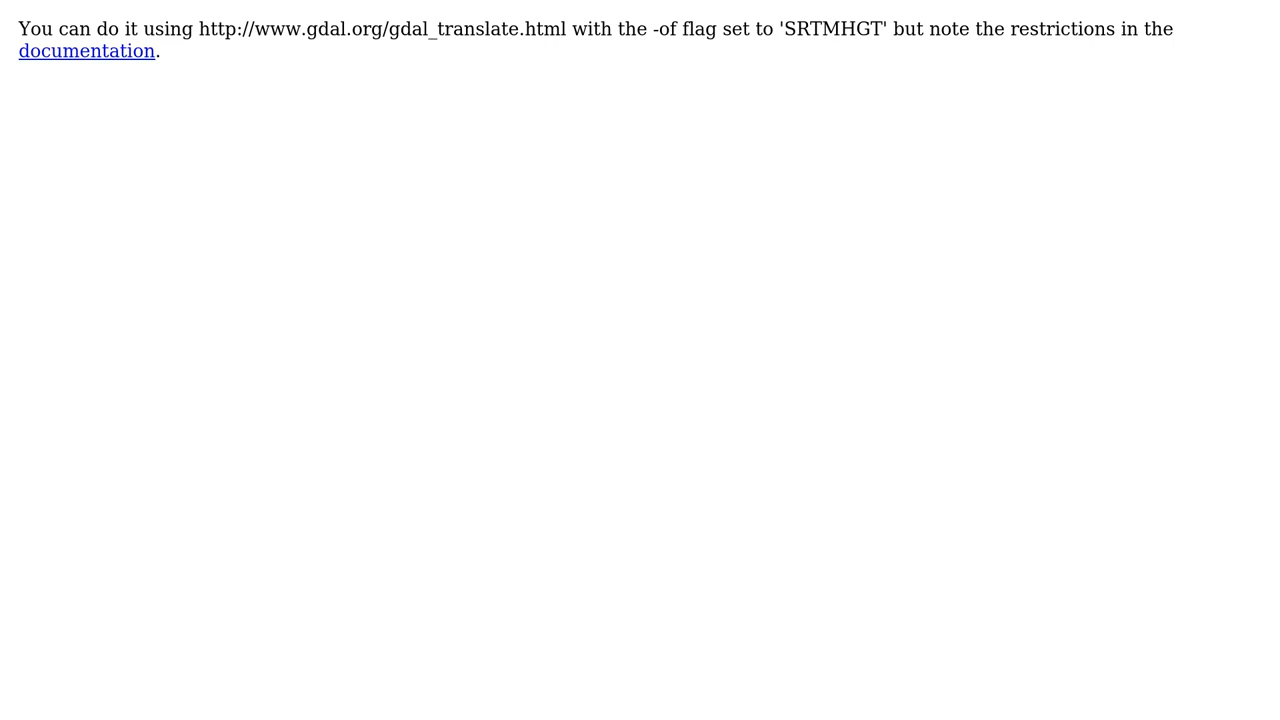 You can do it using http://www.gdal.org/gdal_translate.html with the -of flag set to 'SRTMHGT' but note the restrictions in the
documentation.